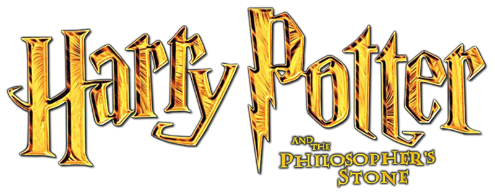 Harry Potter
AND THE
PHILOSOPHER'S
STONE